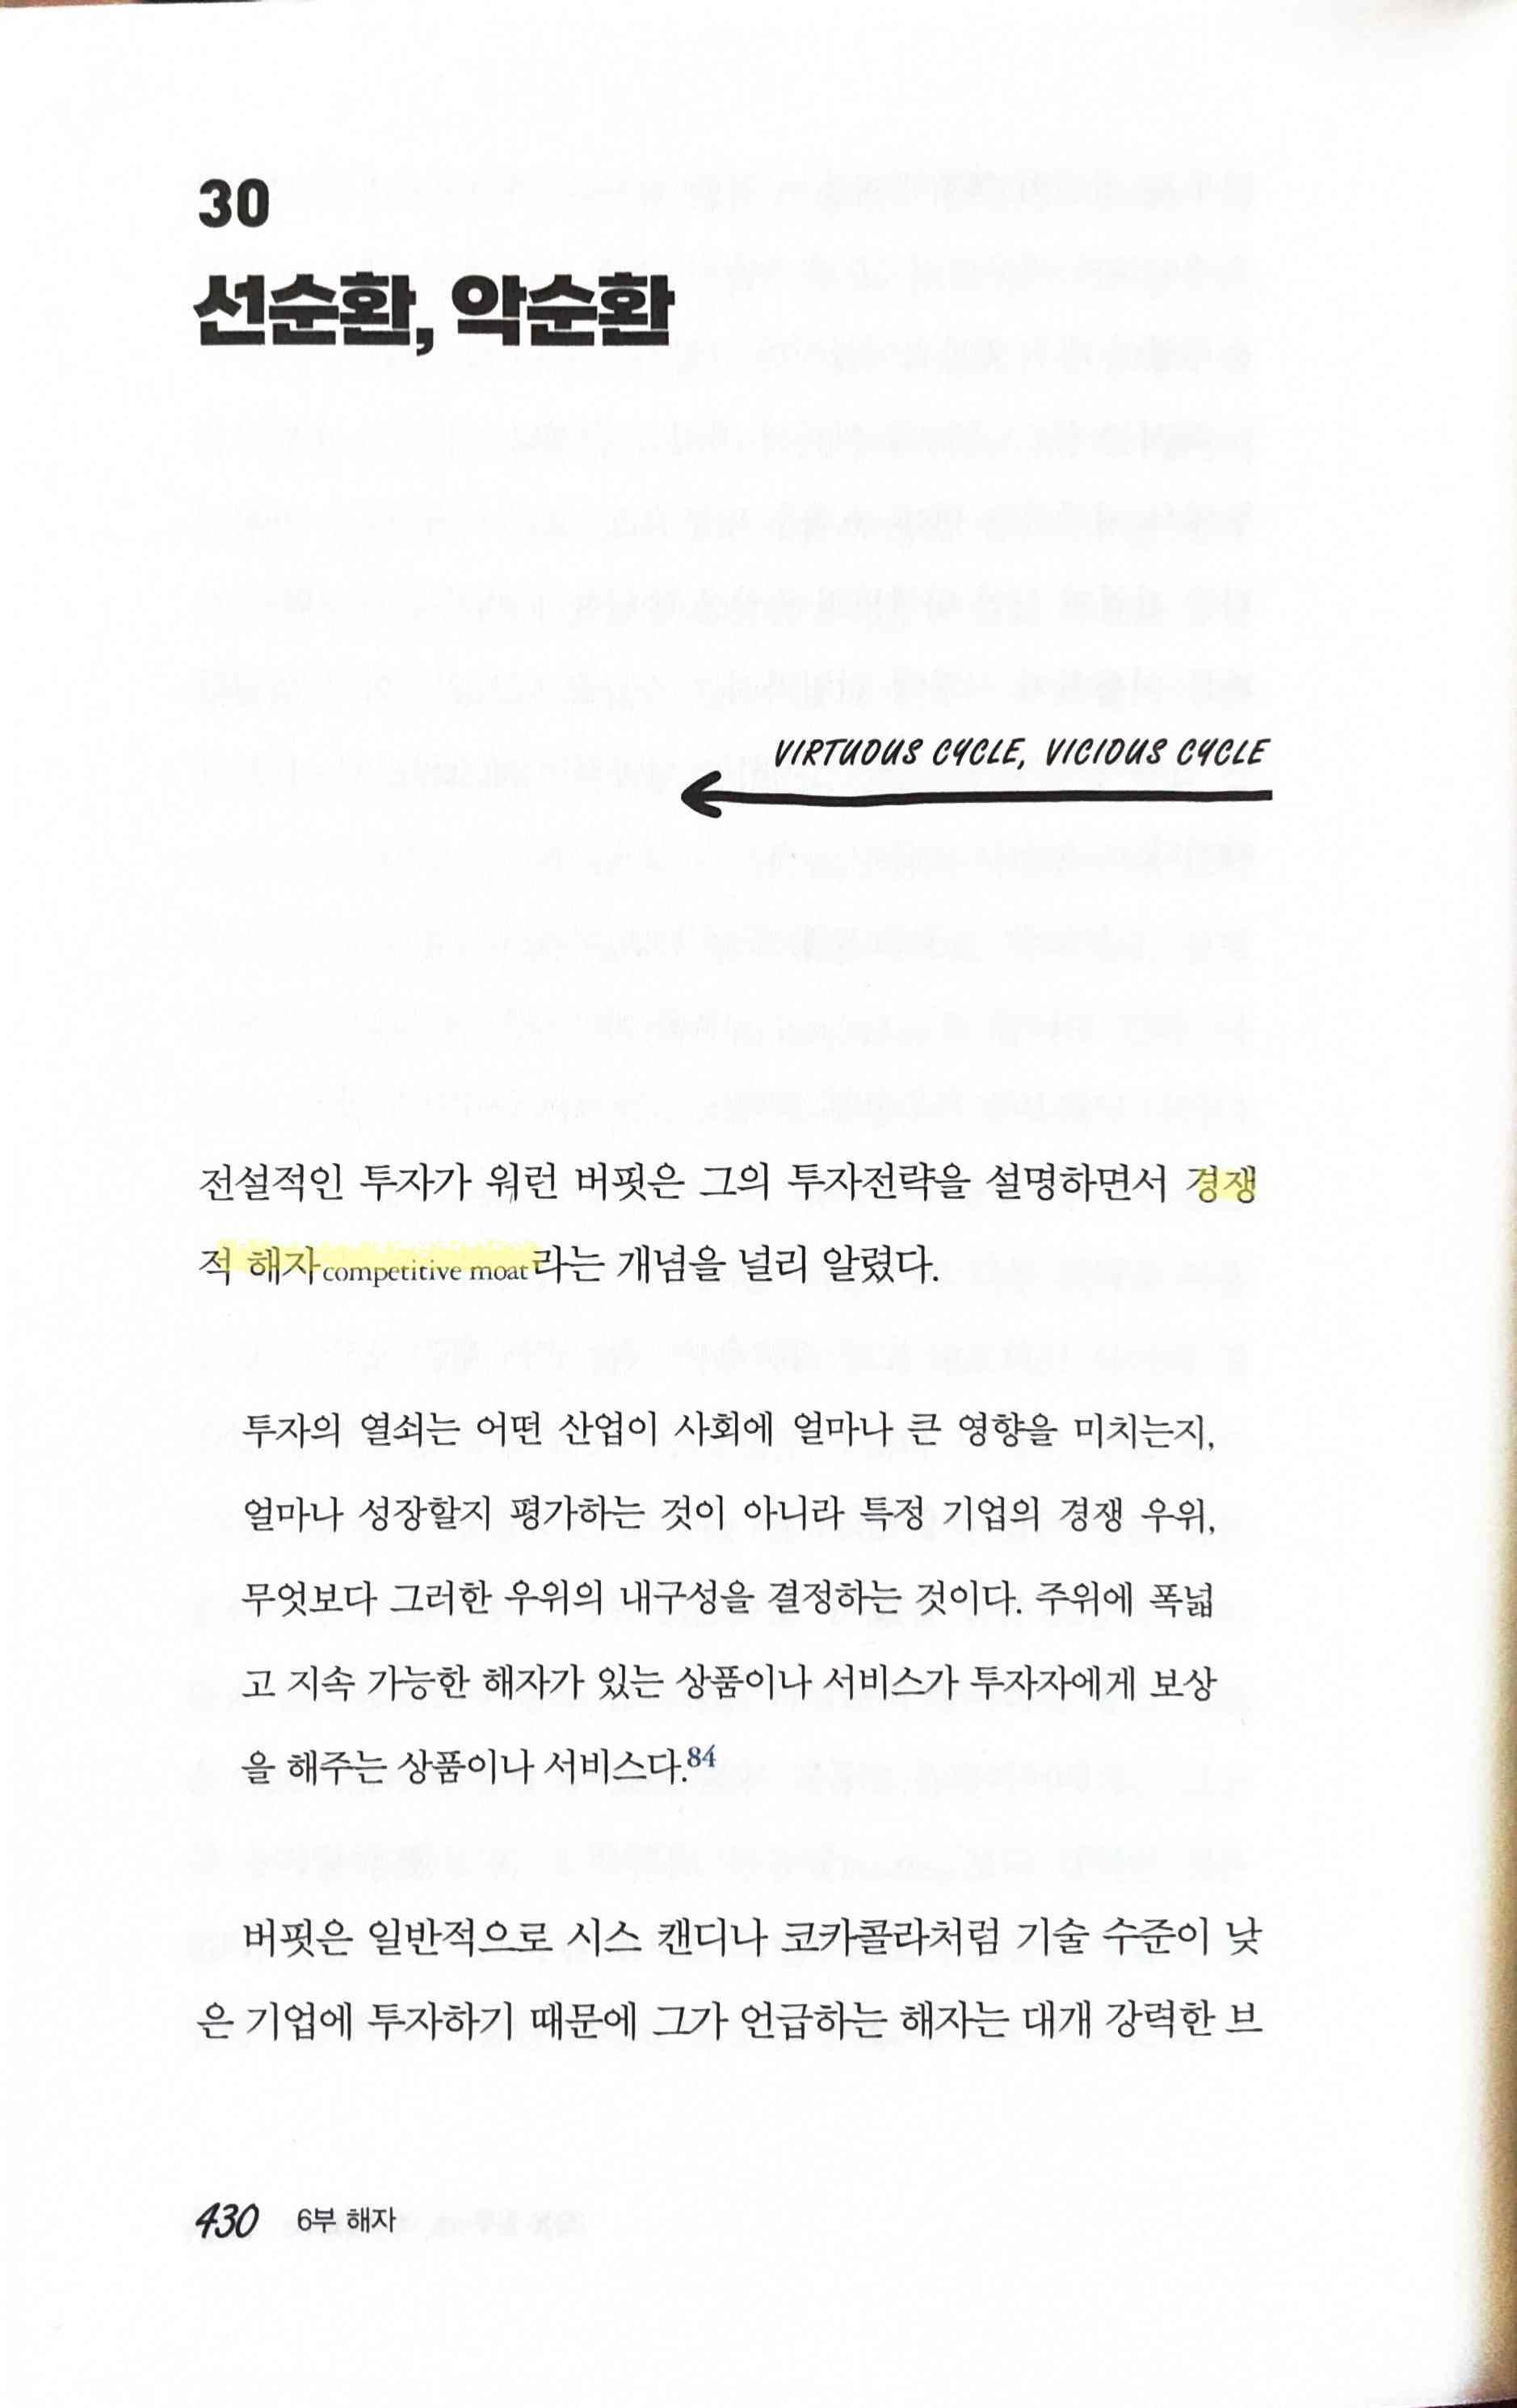 30
선순환, 악순환
VIRTUOUS CYCLE, VICIOUS CYCLE
전설적인 투자가 워런 버핏은 그의 투자전략을 설명하면서 경쟁
적 해자competitive moat라는 개념을 널리 알렸다.
투자의 열쇠는 어떤 산업이 사회에 얼마나 큰 영향을 미치는지,
얼마나 성장할지 평가하는 것이 아니라 특정 기업의 경쟁 우위,
무엇보다 그러한 우위의 내구성을 결정하는 것이다. 주위에 폭넓
고 지속 가능한 해자가 있는 상품이나 서비스가 투자자에게 보상
을 해주는 상품이나 서비스다.84
버핏은 일반적으로 시스 캔디나 코카콜라처럼 기술 수준이 낮
은 기업에 투자하기 때문에 그가 언급하는 해자는 대개 강력한 브
430 6부 해자